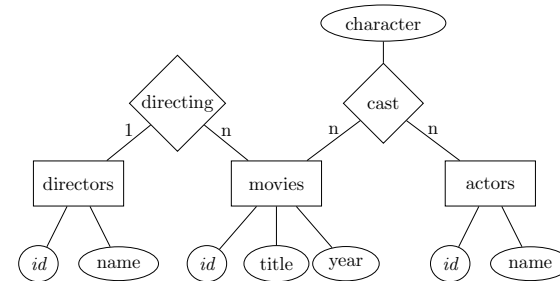 character
directing
cast
1
n
n
n
directors
movies
actors
id
name
id
title
year
id
name